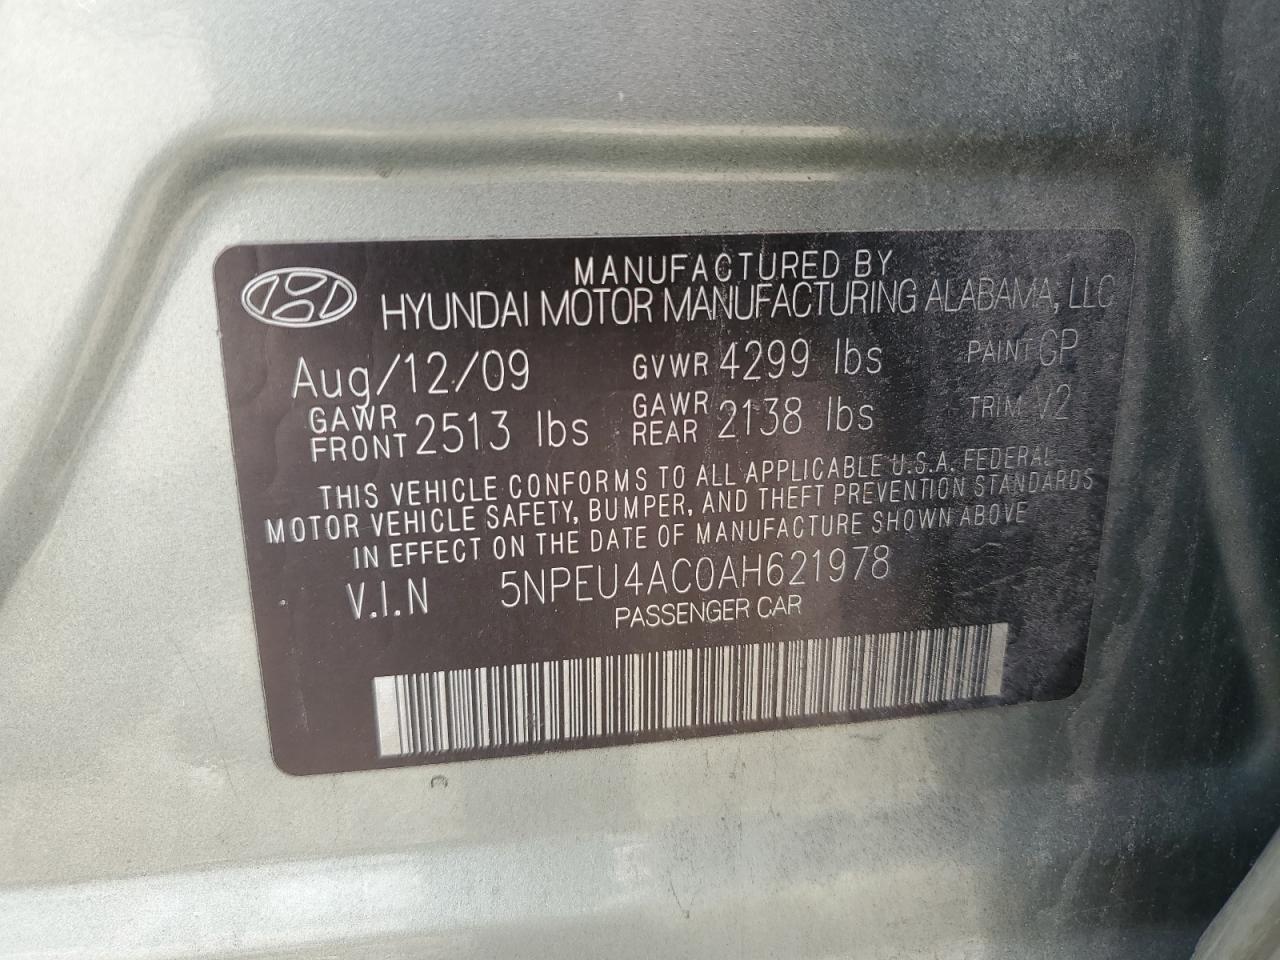 MANUFACTURED BY
HYUNDAI MOTOR MANUFACTURING ALABAMA, LLC
Aug/12/09 GVWR 4299 lbs PAINT GP
GAWR FRONT 2513 lbs GAWR REAR 2138 lbs TRIM V2
THIS VEHICLE CONFORMS TO ALL APPLICABLE U.S.A. FEDERAL
MOTOR VEHICLE SAFETY, BUMPER, AND THEFT PREVENTION STANDARDS
IN EFFECT ON THE DATE OF MANUFACTURE SHOWN ABOVE
V.I.N 5NPEU4AC0AH621978
PASSENGER CAR